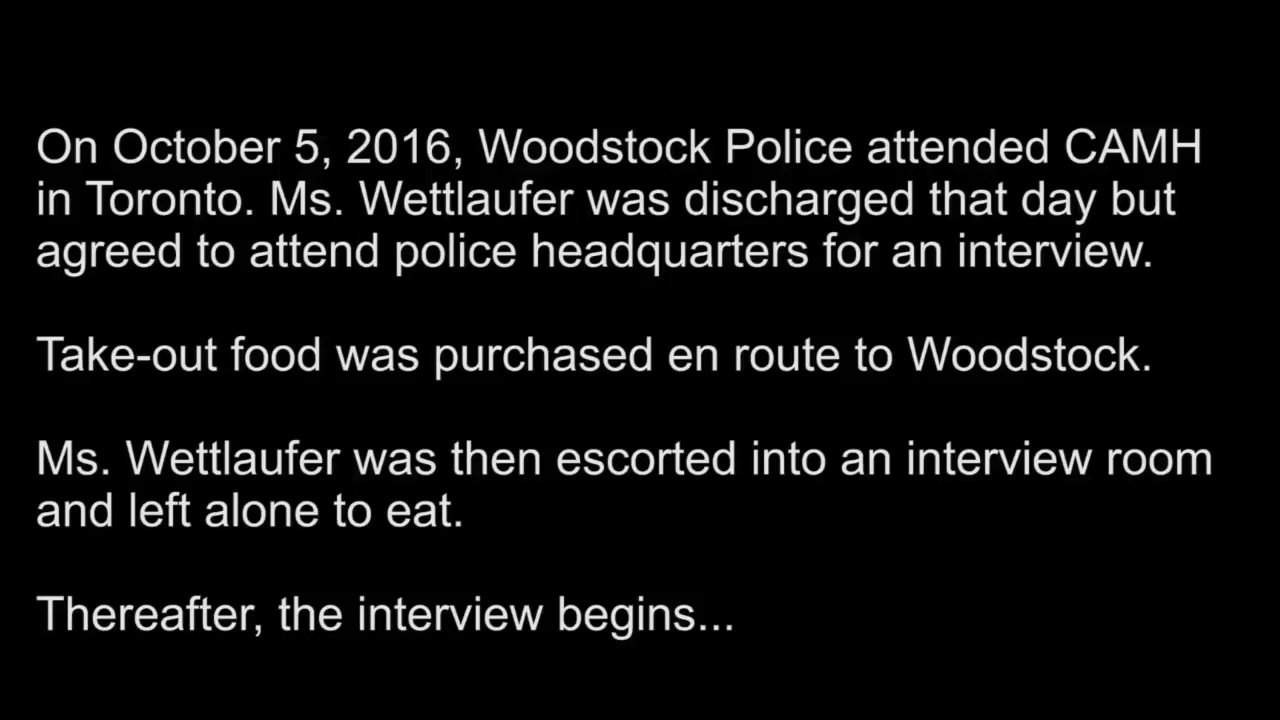 On October 5, 2016, Woodstock Police attended CAMH
in Toronto. Ms. Wettlaufer was discharged that day but
agreed to attend police headquarters for an interview.
Take-out food was purchased en route to Woodstock.
Ms. Wettlaufer was then escorted into an interview room
and left alone to eat.
Thereafter, the interview begins...